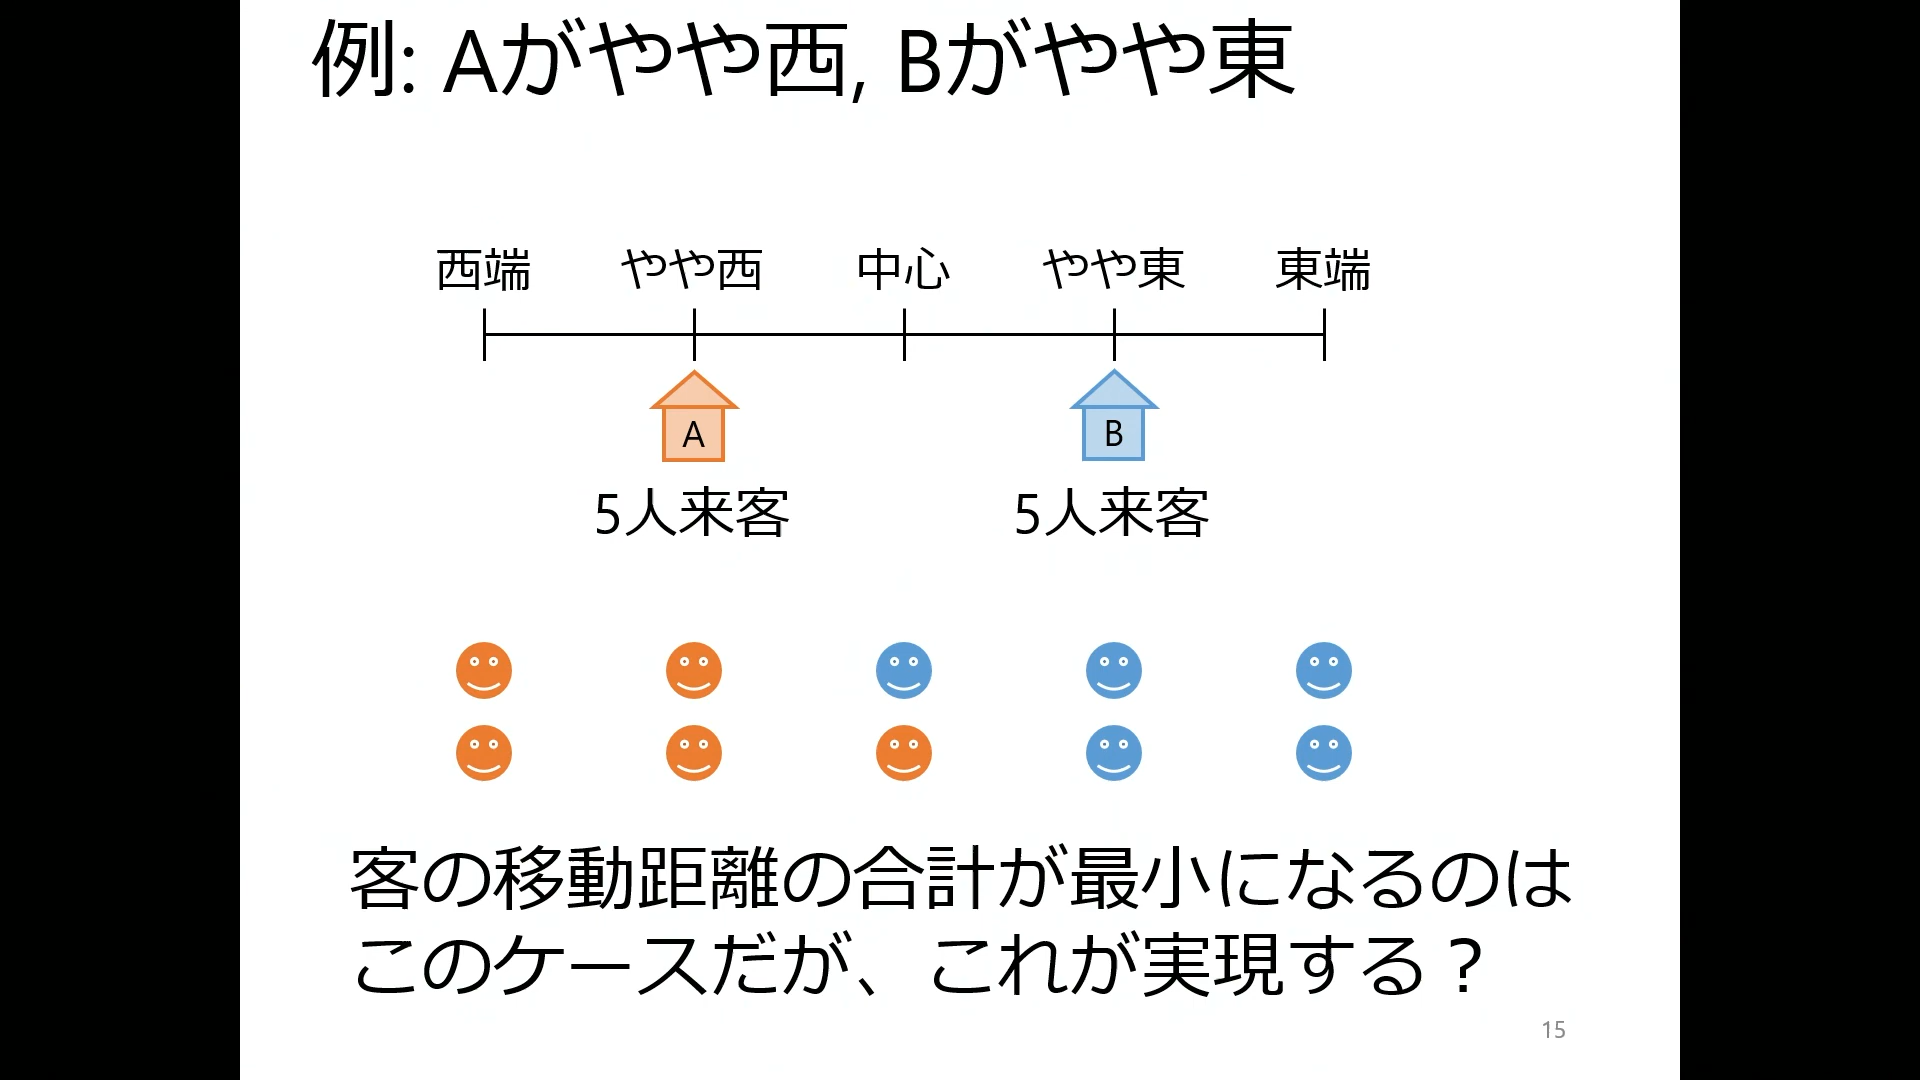 例: Aがやや西, Bがやや東
西端 やや西 中心 やや東 東端
A B
5人来客 5人来客
客の移動距離の合計が最小になるのは
このケースだが、これが実現する？
15